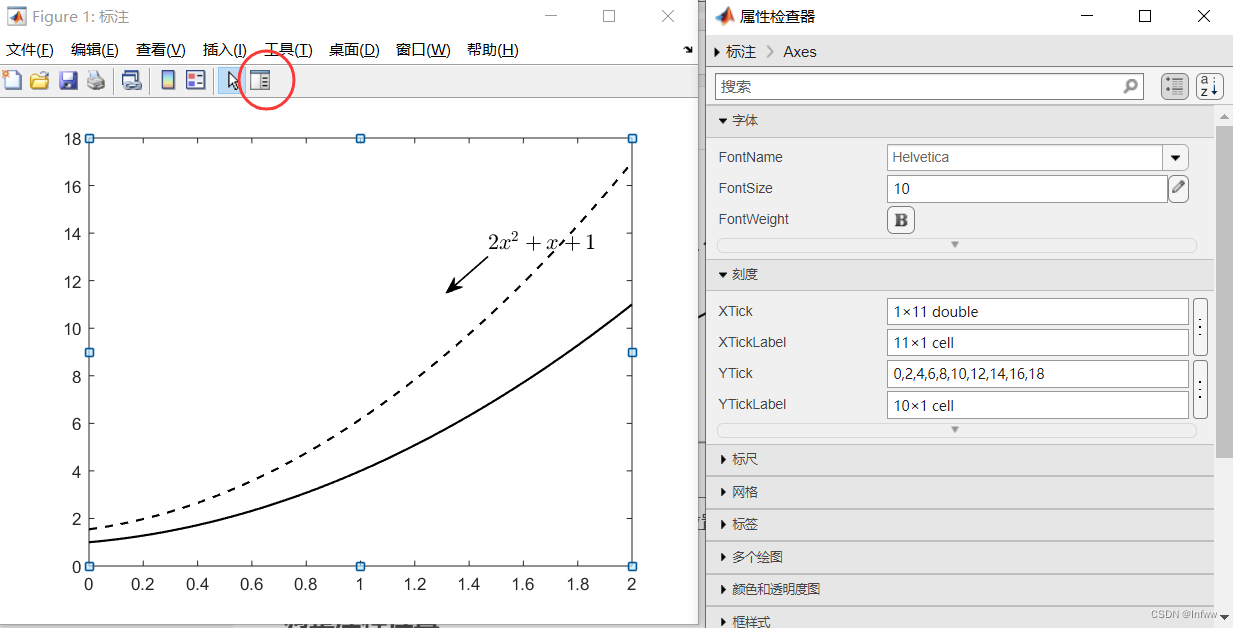 Figure 1: 标注
文件(F) 编辑(E) 查看(V) 插入(I) 工具(T) 桌面(D) 窗口(W) 帮助(H)
18
16
14
12
10
8
6
4
2
0
2x² + x + 1
0 0.2 0.4 0.6 0.8 1 1.2 1.4 1.6 1.8 2
属性检查器
标注 Axes
搜索
a z
字体
FontName Helvetica
FontSize 10
FontWeight B
刻度
XTick 1×11 double
XTickLabel 11×1 cell
YTick 0,2,4,6,8,10,12,14,16,18
YTickLabel 10×1 cell
标尺
网格
标签
多个绘图
颜色和透明度图
框样式
CSDN @lnfww